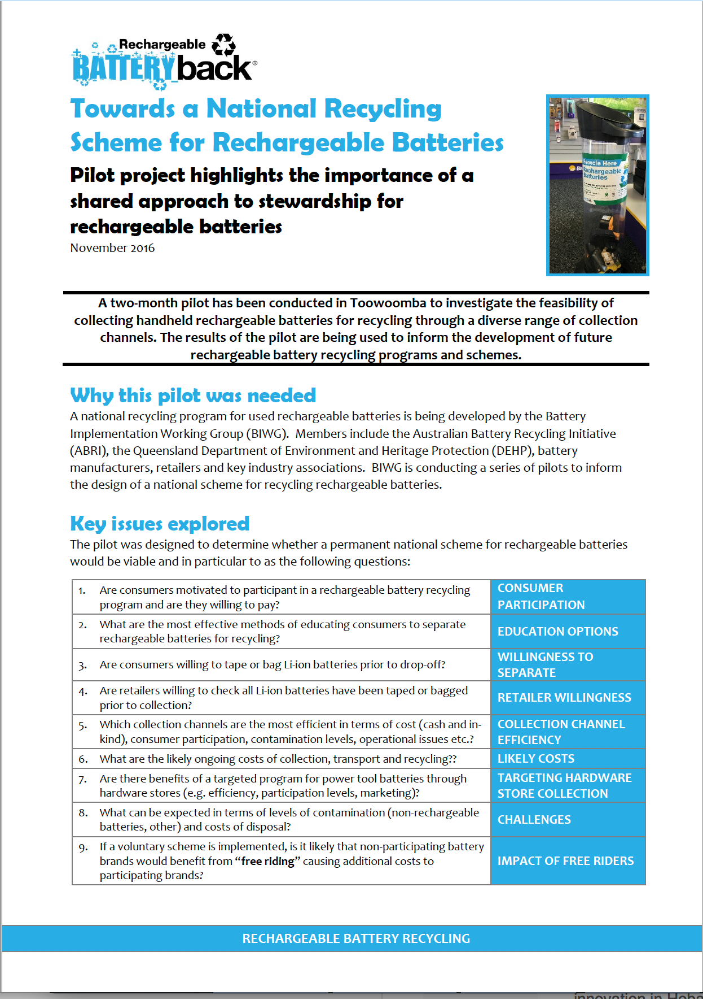 Rechargeable
BATTERYback®
Towards a National Recycling
Scheme for Rechargeable Batteries
Pilot project highlights the importance of a
shared approach to stewardship for
rechargeable batteries
November 2016
Recycle Here
Rechargeable
Batteries
A two-month pilot has been conducted in Toowoomba to investigate the feasibility of
collecting handheld rechargeable batteries for recycling through a diverse range of collection
channels. The results of the pilot are being used to inform the development of future
rechargeable battery recycling programs and schemes.
Why this pilot was needed
A national recycling program for used rechargeable batteries is being developed by the Battery
Implementation Working Group (BIWG).  Members include the Australian Battery Recycling Initiative
(ABRI), the Queensland Department of Environment and Heritage Protection (DEHP), battery
manufacturers, retailers and key industry associations.  BIWG is conducting a series of pilots to inform
the design of a national scheme for recycling rechargeable batteries.
Key issues explored
The pilot was designed to determine whether a permanent national scheme for rechargeable batteries
would be viable and in particular to as the following questions:
1. Are consumers motivated to participant in a rechargeable battery recycling
program and are they willing to pay?
CONSUMER
PARTICIPATION
2. What are the most effective methods of educating consumers to separate
rechargeable batteries for recycling?
EDUCATION OPTIONS
3. Are consumers willing to tape or bag Li-ion batteries prior to drop-off?
WILLINGNESS TO
SEPARATE
4. Are retailers willing to check all Li-ion batteries have been taped or bagged
prior to collection?
RETAILER WILLINGNESS
5. Which collection channels are the most efficient in terms of cost (cash and in-
kind), consumer participation, contamination levels, operational issues etc.?
COLLECTION CHANNEL
EFFICIENCY
6. What are the likely ongoing costs of collection, transport and recycling??
LIKELY COSTS
7. Are there benefits of a targeted program for power tool batteries through
hardware stores (e.g. efficiency, participation levels, marketing)?
TARGETING HARDWARE
STORE COLLECTION
8. What can be expected in terms of levels of contamination (non-rechargeable
batteries, other) and costs of disposal?
CHALLENGES
9. If a voluntary scheme is implemented, is it likely that non-participating battery
brands would benefit from “free riding” causing additional costs to
participating brands?
IMPACT OF FREE RIDERS
RECHARGEABLE BATTERY RECYCLING
innovation in